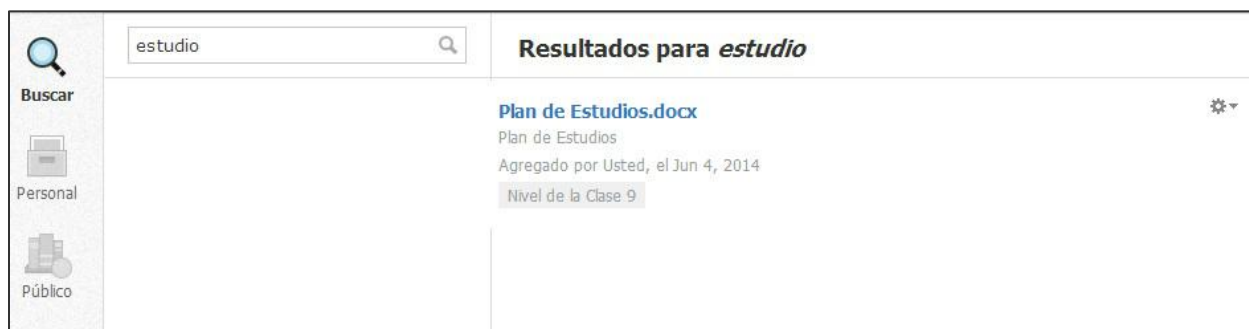 Buscar
Personal
Público
estudio
Resultados para estudio
Plan de Estudios.docx
Plan de Estudios
Agregado por Usted, el Jun 4, 2014
Nivel de la Clase 9